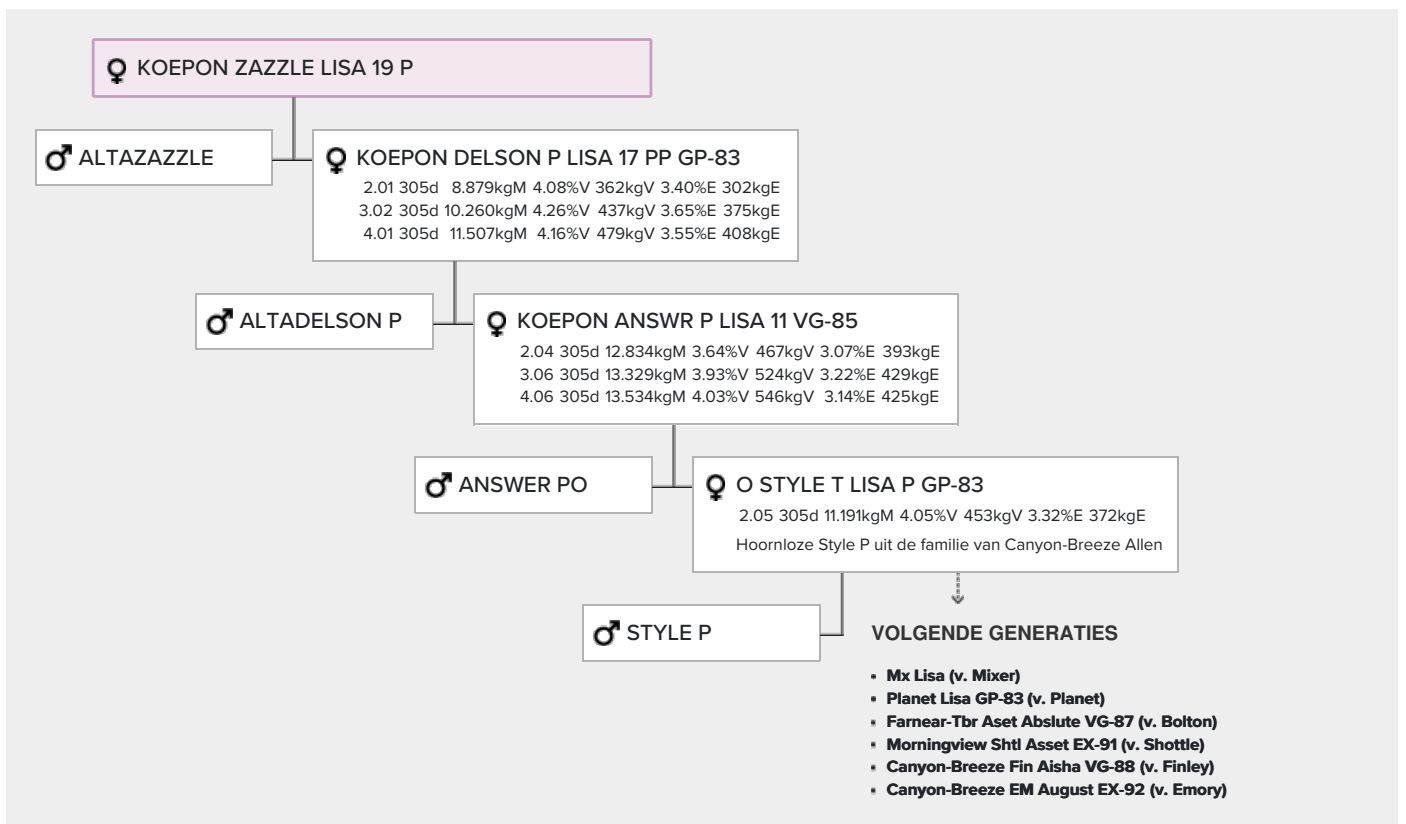 KOEPON ZAZZLE LISA 19 P
ALTAZAZZLE
KOEPON DELSON P LISA 17 PP GP-83
2.01 305d 8.879kgM 4.08%V 362kgV 3.40%E 302kgE
3.02 305d 10.260kgM 4.26%V 437kgV 3.65%E 375kgE
4.01 305d 11.507kgM 4.16%V 479kgV 3.55%E 408kgE
ALTADELSON P
KOEPON ANSWR P LISA 11 VG-85
2.04 305d 12.834kgM 3.64%V 467kgV 3.07%E 393kgE
3.06 305d 13.329kgM 3.93%V 524kgV 3.22%E 429kgE
4.06 305d 13.534kgM 4.03%V 546kgV 3.14%E 425kgE
ANSWER PO
O STYLE T LISA P GP-83
2.05 305d 11.191kgM 4.05%V 453kgV 3.32%E 372kgE
Hoornloze Style P uit de familie van Canyon-Breeze Allen
STYLE P
VOLGENDE GENERATIES
Mx Lisa (v. Mixer)
Planet Lisa GP-83 (v. Planet)
Farnear-Tbr Aset Abslute VG-87 (v. Bolton)
Morningview Shtl Asset EX-91 (v. Shottle)
Canyon-Breeze Fin Aisha VG-88 (v. Finley)
Canyon-Breeze EM August EX-92 (v. Emory)